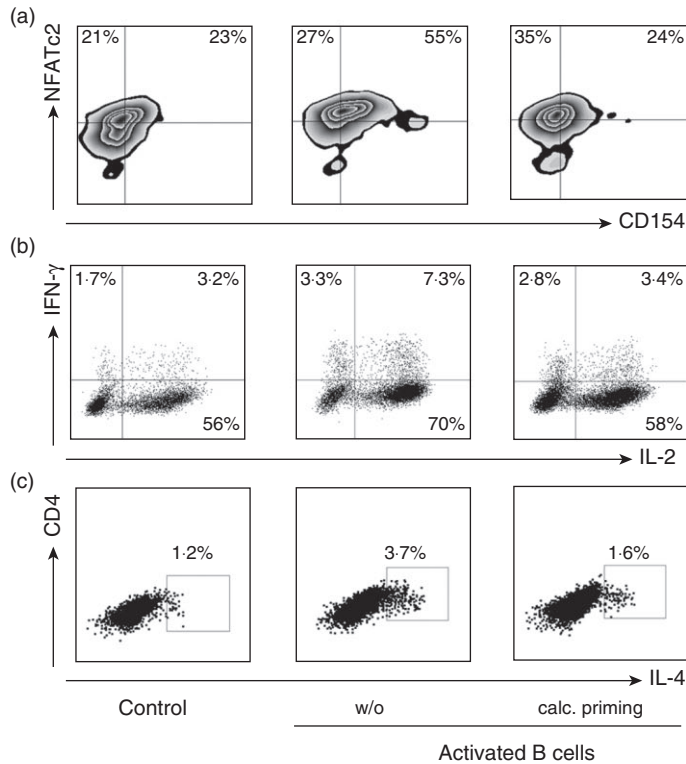 (a)
NFATc2
21% 23% 27% 55% 35% 24%
CD154
(b)
IFN-γ
1·7% 3·2% 3·3% 7·3% 2·8% 3·4%
56% 70% 58%
IL-2
(c)
CD4
1·2% 3·7% 1·6%
IL-4
Control w/o calc. priming
Activated B cells